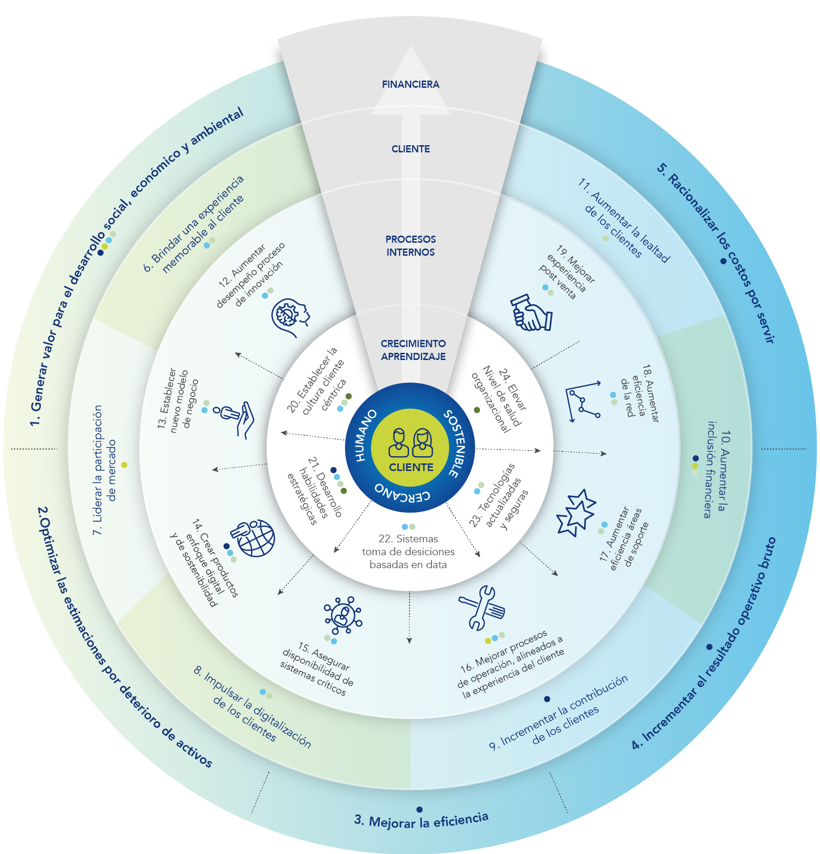 FINANCIERA
CLIENTE
PROCESOS
INTERNOS
CRECIMIENTO
APRENDIZAJE
HUMANO
SOSTENIBLE
CERCANO
CLIENTE
1. Generar valor para el desarrollo social, económico y ambiental
2.Optimizar las estimaciones por deterioro de activos
3. Mejorar la eficiencia
4. Incrementar el resultado operativo bruto
5. Racionalizar los costos por servir
6. Brindar una experiencia
memorable al cliente
7. Liderar la participación
de mercado
8. Impulsar la digitalización
de los clientes
9. Incrementar la contribución
de los clientes
10. Aumentar la
inclusión financiera
11. Aumentar la lealtad
de los clientes
12. Aumentar
desempeño proceso
de innovación
13. Establecer
nuevo modelo
de negocio
14. Crear productos
enfoque digital
y de sostenibilidad
15. Asegurar
disponibilidad de
sistemas críticos
16. Mejorar procesos
de operación, alineados a
la experiencia del cliente
17. Aumentar
eficiencia áreas
de soporte
18. Aumentar
eficiencia
de la red
19. Mejorar
experiencia
post venta
20. Establecer la
cultura cliente
céntrica
21. Desarrollo
habilidades
estratégicas
22. Sistemas
toma de desiciones
basadas en data
23. Tecnologías
actualizadas
y seguras
24. Elevar
Nivel de salud
organizacional